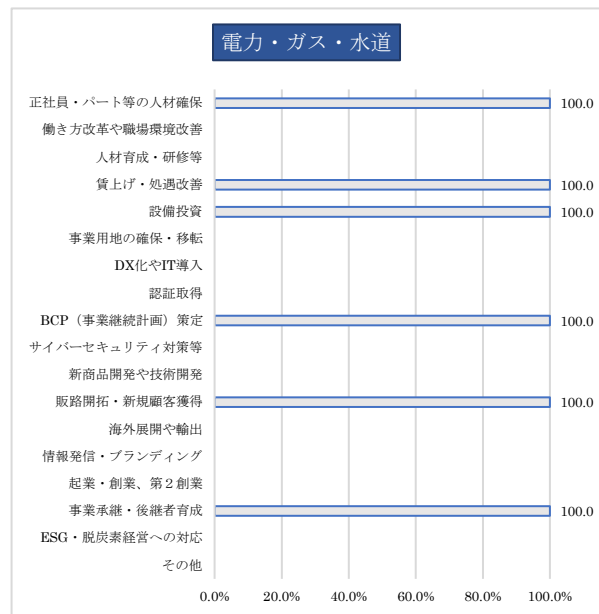 電力・ガス・水道
正社員・パート等の人材確保 100.0
働き方改革や職場環境改善
人材育成・研修等
賃上げ・処遇改善 100.0
設備投資 100.0
事業用地の確保・移転
DX化やIT導入
認証取得
BCP（事業継続計画）策定 100.0
サイバーセキュリティ対策等
新商品開発や技術開発
販路開拓・新規顧客獲得 100.0
海外展開や輸出
情報発信・ブランディング
起業・創業、第２創業
事業承継・後継者育成 100.0
ESG・脱炭素経営への対応
その他
0.0% 20.0% 40.0% 60.0% 80.0% 100.0%